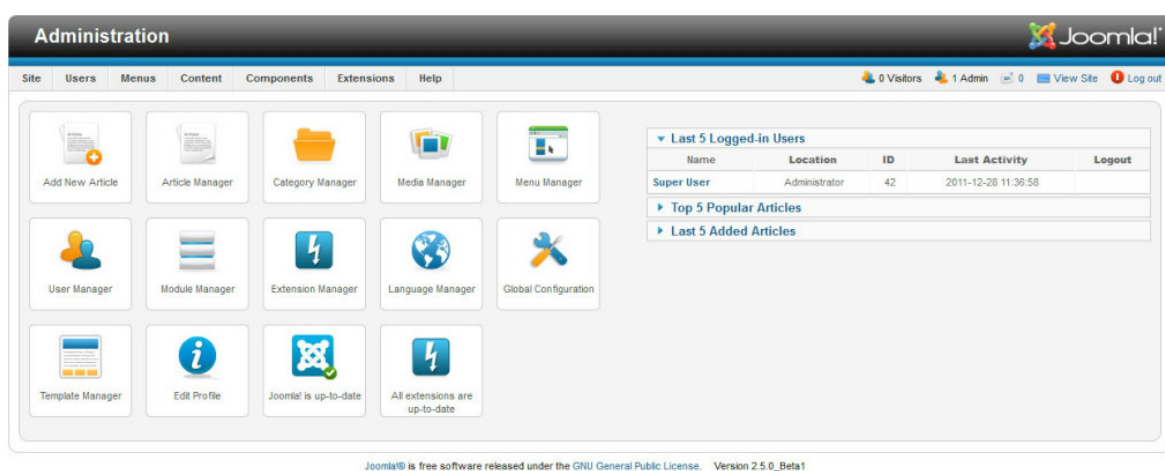 Administration
Joomla!
Site Users Menus Content Components Extensions Help
0 Visitors 1 Admin 0 View Site Log out
Add New Article
Article Manager
Category Manager
Media Manager
Menu Manager
User Manager
Module Manager
Extension Manager
Language Manager
Global Configuration
Template Manager
Edit Profile
Joomla! is up-to-date
All extensions are
up-to-date
Last 5 Logged-in Users
Name Location ID Last Activity Logout
Super User Administrator 42 2011-12-28 11:36:58
Top 5 Popular Articles
Last 5 Added Articles
Joomla!® is free software released under the GNU General Public License. Version 2.5.0_Beta1